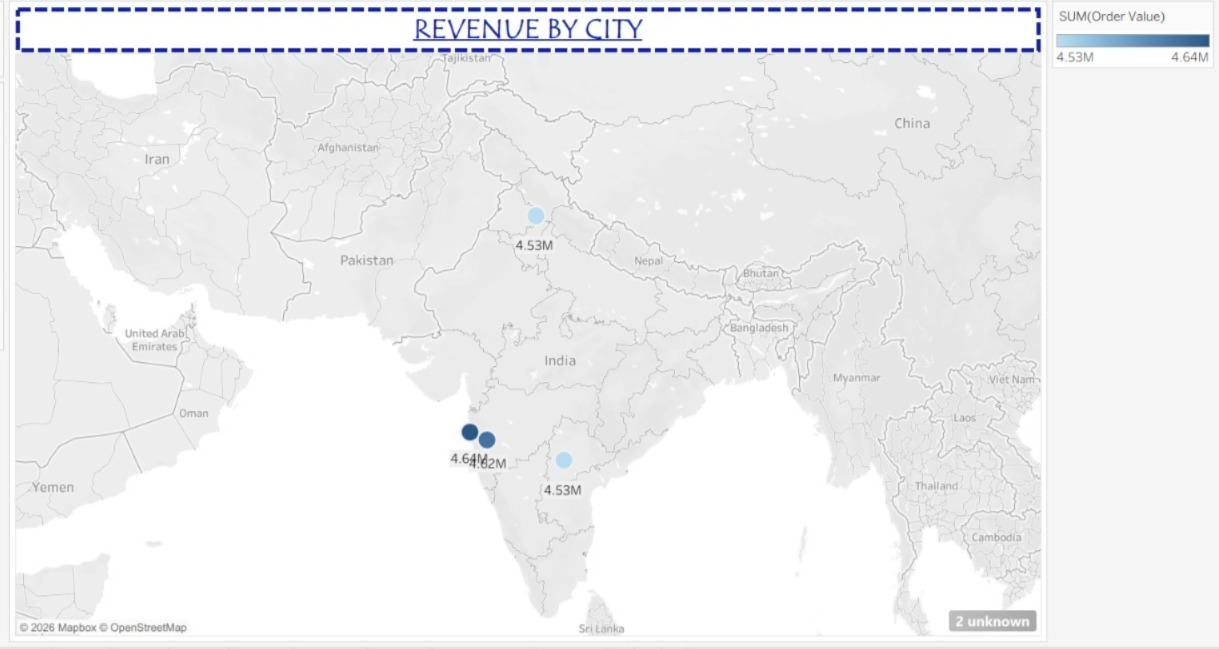 REVENUE BY CITY
SUM(Order Value)
4.53M
4.64M
Tajikistan
China
Iran
Afghanistan
4.53M
Pakistan
Nepal
Bhutan
United Arab
Emirates
Bangladesh
India
Myanmar
Viet Nam
Oman
Laos
4.64M
4.62M
4.53M
Yemen
Thailand
Cambodia
© 2026 Mapbox © OpenStreetMap
2 unknown
Sri Lanka